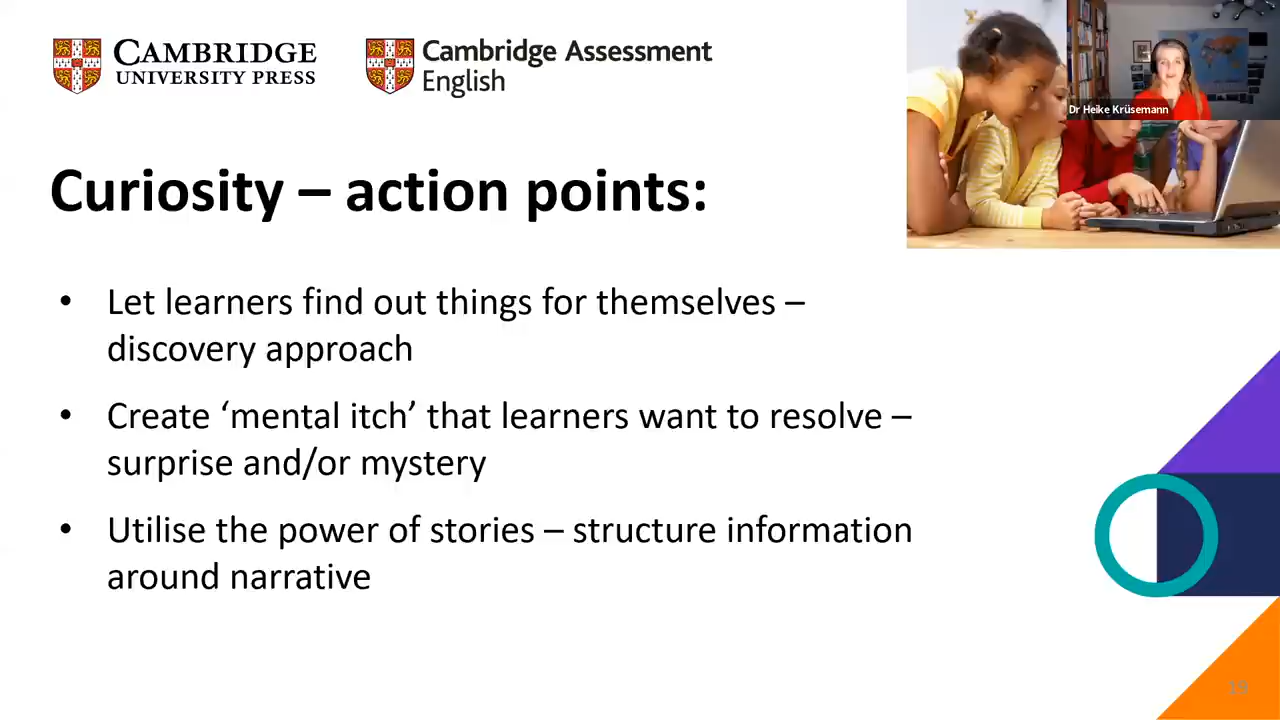 CAMBRIDGE
UNIVERSITY PRESS
Cambridge Assessment
English
Dr Heike Krüsemann
Curiosity – action points:
• Let learners find out things for themselves –
discovery approach
• Create ‘mental itch’ that learners want to resolve –
surprise and/or mystery
• Utilise the power of stories – structure information
around narrative
19